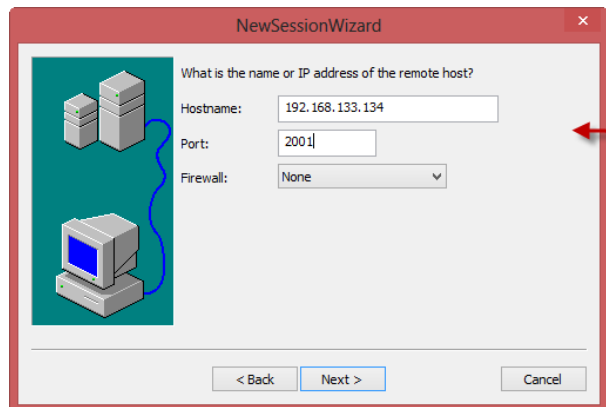 NewSessionWizard
What is the name or IP address of the remote host?
Hostname: 192.168.133.134
Port: 2001
Firewall: None
< Back Next > Cancel